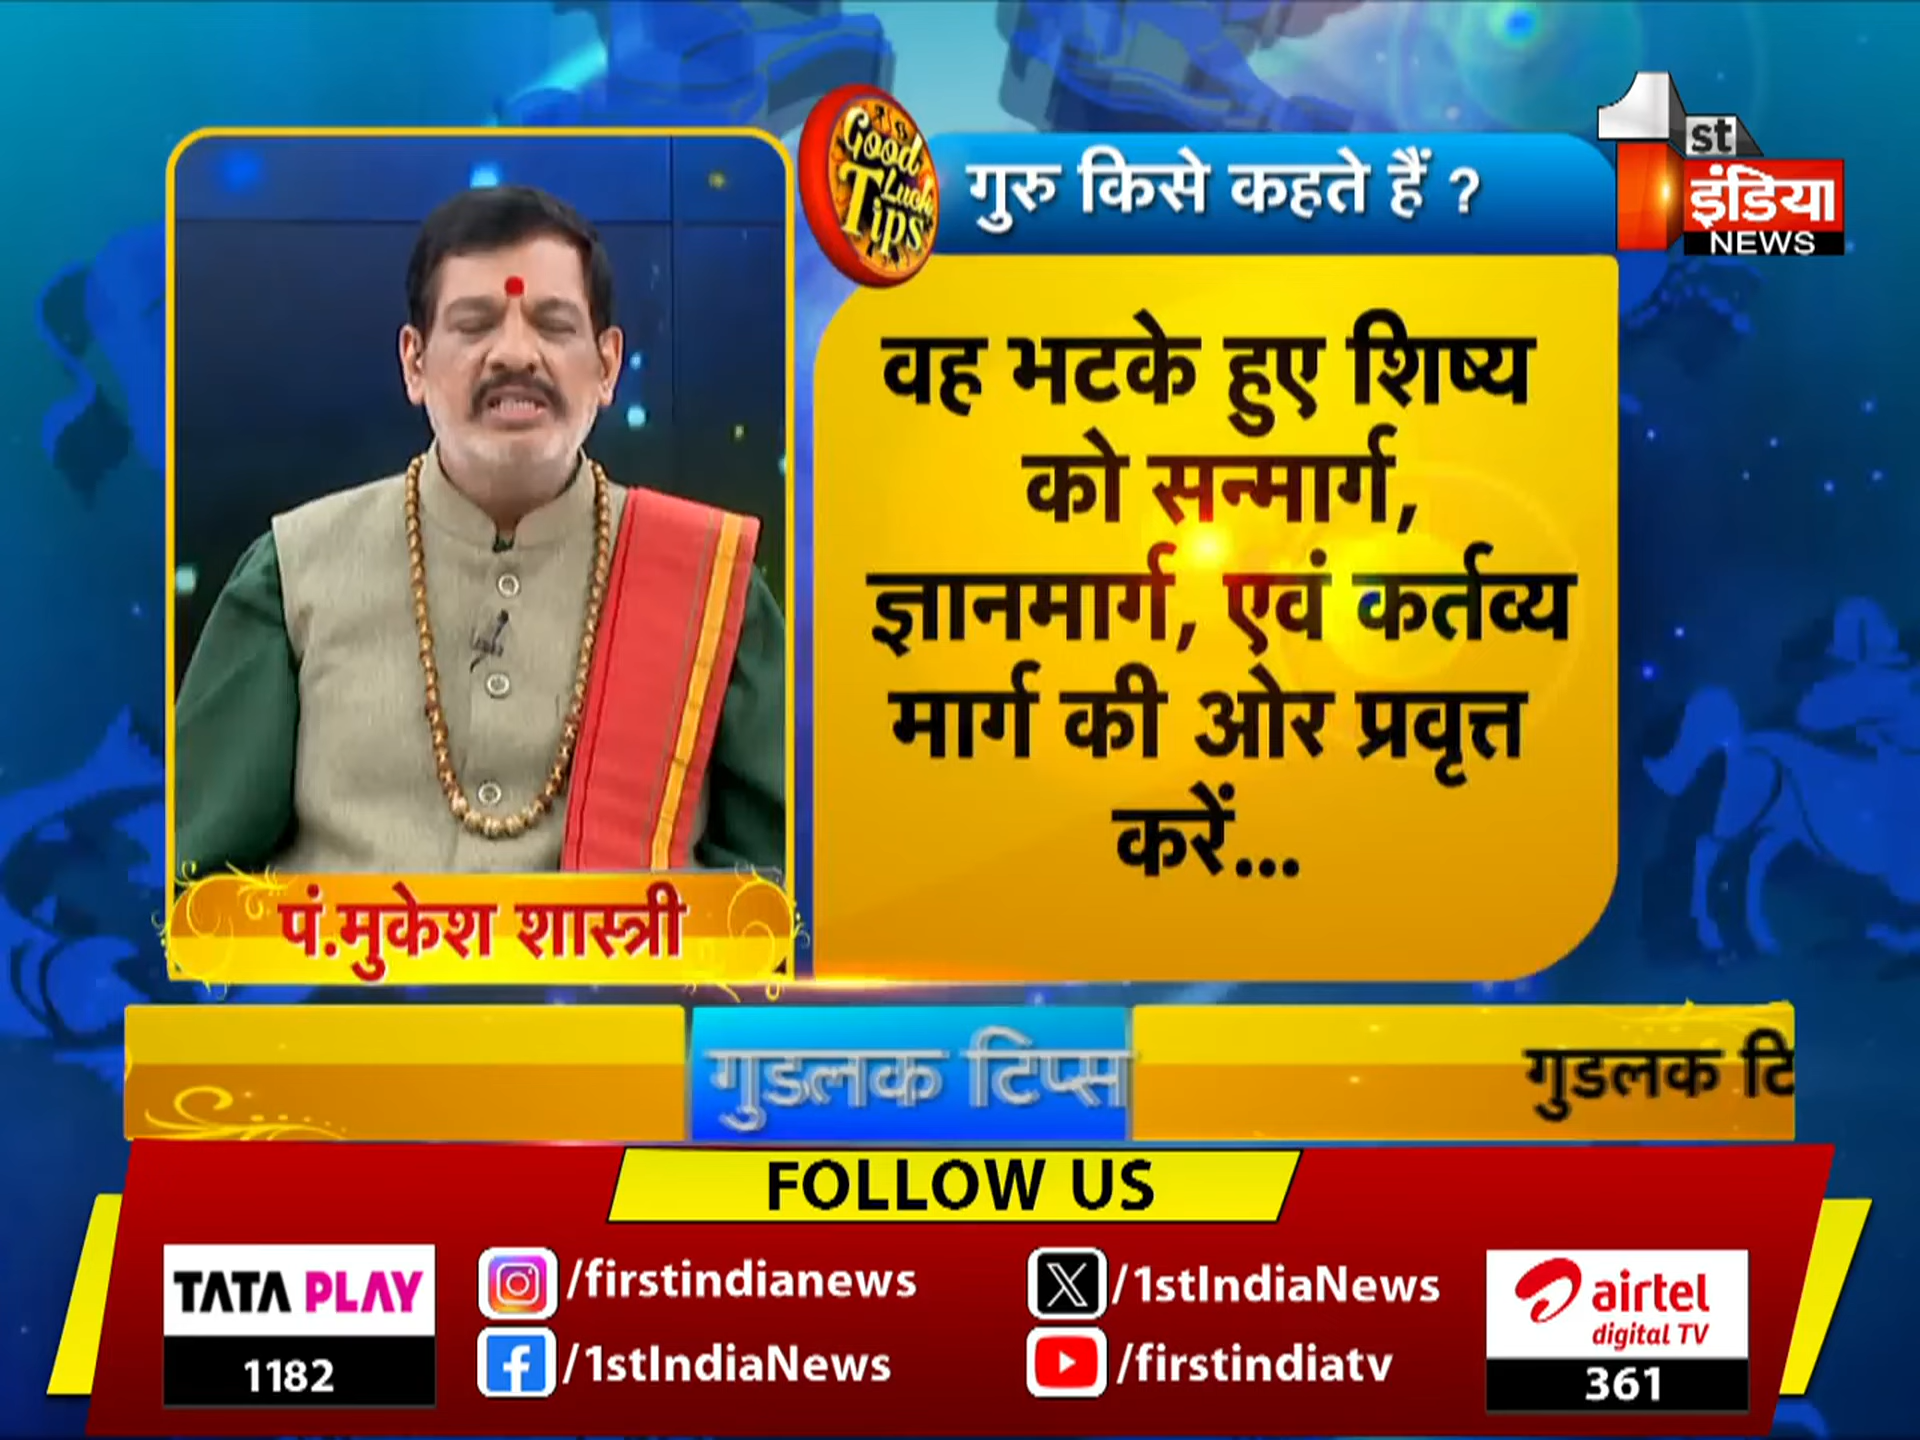 Good Luck Tips
गुरु किसे कहते हैं ?
1st
इंडिया
NEWS
वह भटके हुए शिष्य
को सन्मार्ग,
ज्ञानमार्ग, एवं कर्तव्य
मार्ग की ओर प्रवृत्त
करें...
पं.मुकेश शास्त्री
गुडलक टिप्स
गुडलक टि
FOLLOW US
TATA PLAY
1182
/firstindianews
/1stIndiaNews
/1stIndiaNews
/firstindiatv
airtel
digital TV
361